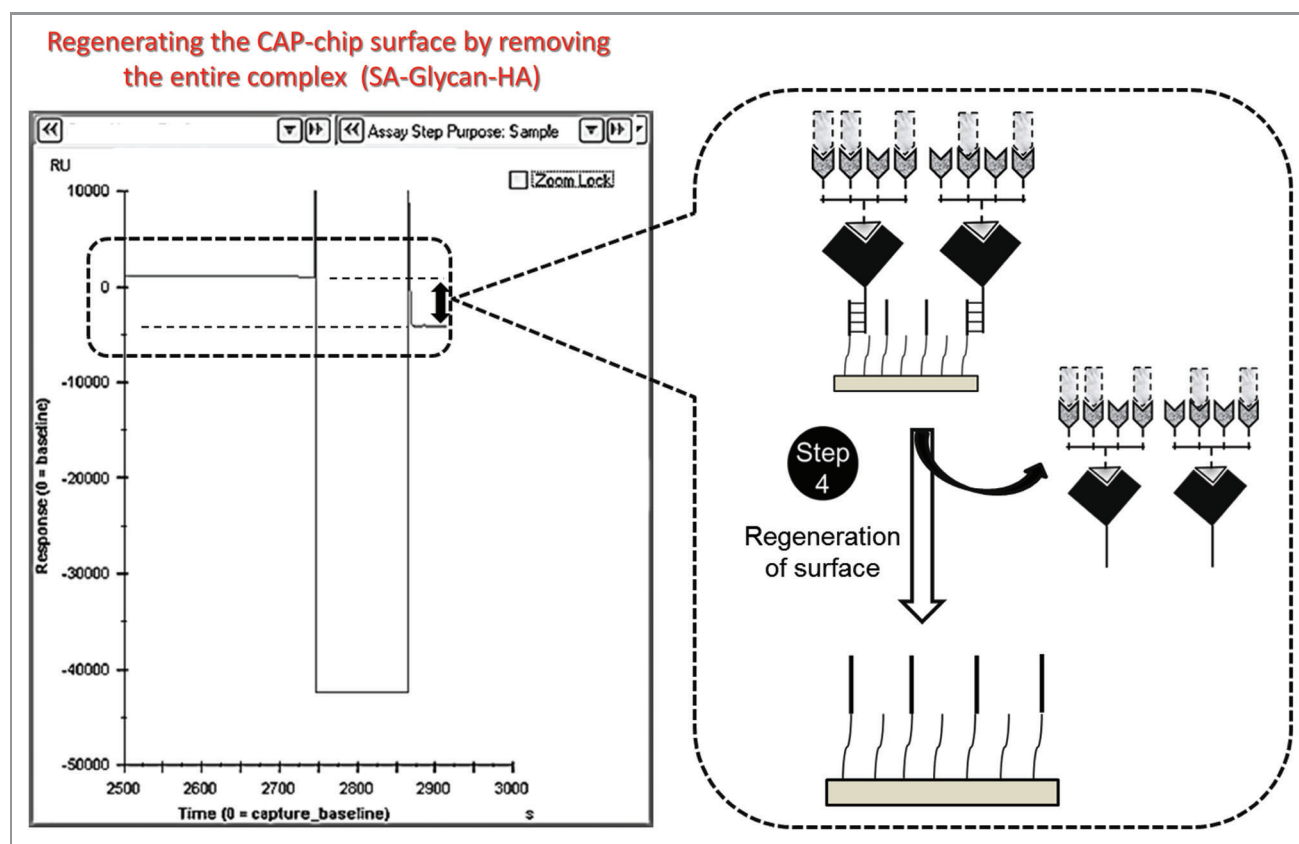 Regenerating the CAP-chip surface by removing
the entire complex (SA-Glycan-HA)
Assay Step Purpose: Sample
RU
Zoom Lock
10000
0
-10000
-20000
-30000
-40000
-50000
Response (0 = baseline)
2500 2600 2700 2800 2900 3000
Time (0 = capture_baseline) s
Step
4
Regeneration
of surface